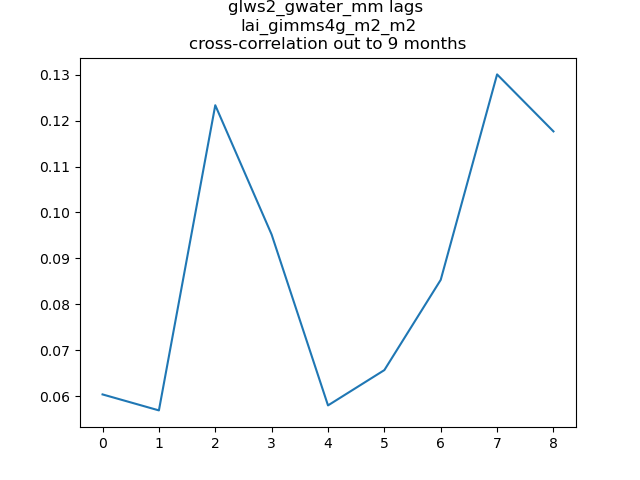 glws2_gwater_mm lags
lai_gimms4g_m2_m2
cross-correlation out to 9 months
0.13
0.12
0.11
0.10
0.09
0.08
0.07
0.06
0 1 2 3 4 5 6 7 8